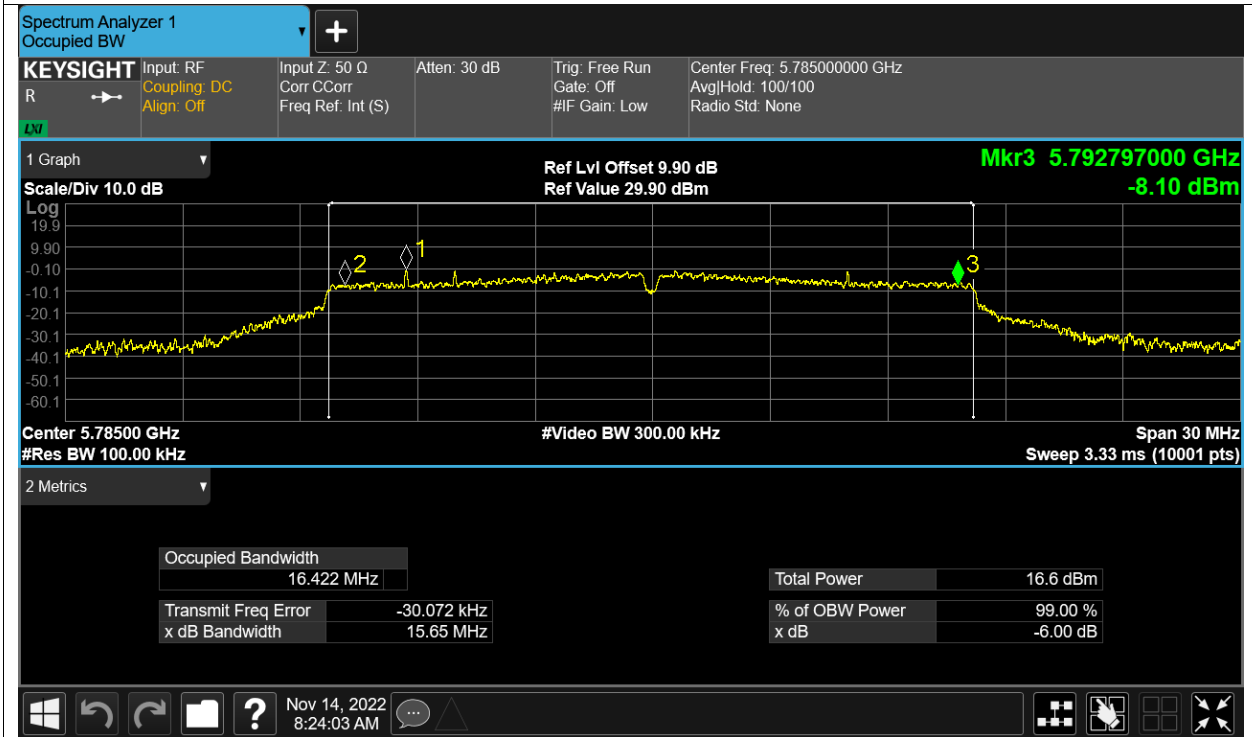 Spectrum Analyzer 1
Occupied BW
KEYSIGHT
R
LXI
Input: RF
Coupling: DC
Align: Off
Input Z: 50 Ω
Corr CCorr
Freq Ref: Int (S)
Atten: 30 dB
Trig: Free Run
Gate: Off
#IF Gain: Low
Center Freq: 5.785000000 GHz
Avg|Hold: 100/100
Radio Std: None
1 Graph
Scale/Div 10.0 dB
Ref Lvl Offset 9.90 dB
Ref Value 29.90 dBm
Mkr3 5.792797000 GHz
-8.10 dBm
Log
19.9
9.90
-0.10
-10.1
-20.1
-30.1
-40.1
-50.1
-60.1
2
1
3
Center 5.78500 GHz
#Video BW 300.00 kHz
Span 30 MHz
#Res BW 100.00 kHz
Sweep 3.33 ms (10001 pts)
2 Metrics
Occupied Bandwidth
16.422 MHz
Total Power 16.6 dBm
Transmit Freq Error -30.072 kHz
% of OBW Power 99.00 %
x dB Bandwidth 15.65 MHz
x dB -6.00 dB
?
Nov 14, 2022
8:24:03 AM